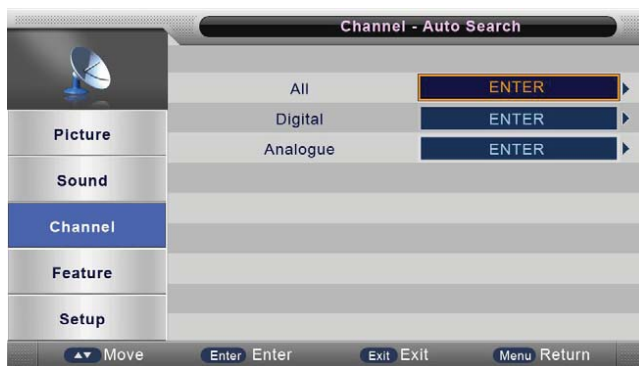 Channel - Auto Search
All ENTER
Digital ENTER
Analogue ENTER
Picture
Sound
Channel
Feature
Setup
Move Enter Enter Exit Exit Menu Return